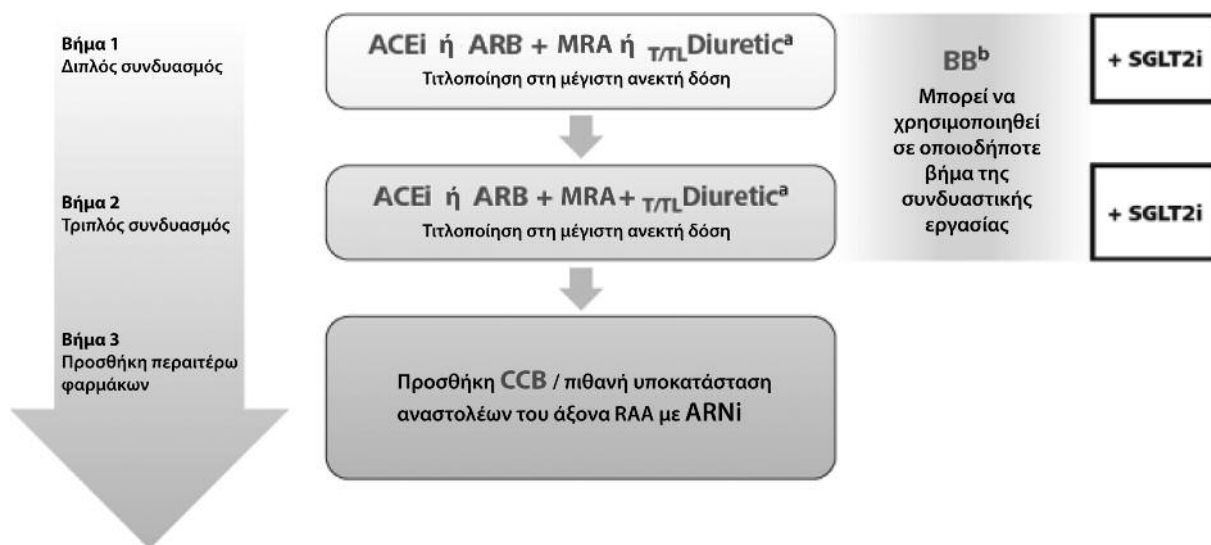 Βήμα 1
Διπλός συνδυασμός
ACEi ή ARB + MRA ή T/TLDiuretica
Τιτλοποίηση στη μέγιστη ανεκτή δόση
BBb
Μπορεί να
χρησιμοποιηθεί
σε οποιοδήποτε
βήμα της
συνδυαστικής
εργασίας
+ SGLT2i
Βήμα 2
Τριπλός συνδυασμός
ACEi ή ARB + MRA+ T/TLDiuretica
Τιτλοποίηση στη μέγιστη ανεκτή δόση
+ SGLT2i
Βήμα 3
Προσθήκη περαιτέρω
φαρμάκων
Προσθήκη CCB / πιθανή υποκατάσταση
αναστολέων του άξονα RAA με ARNi